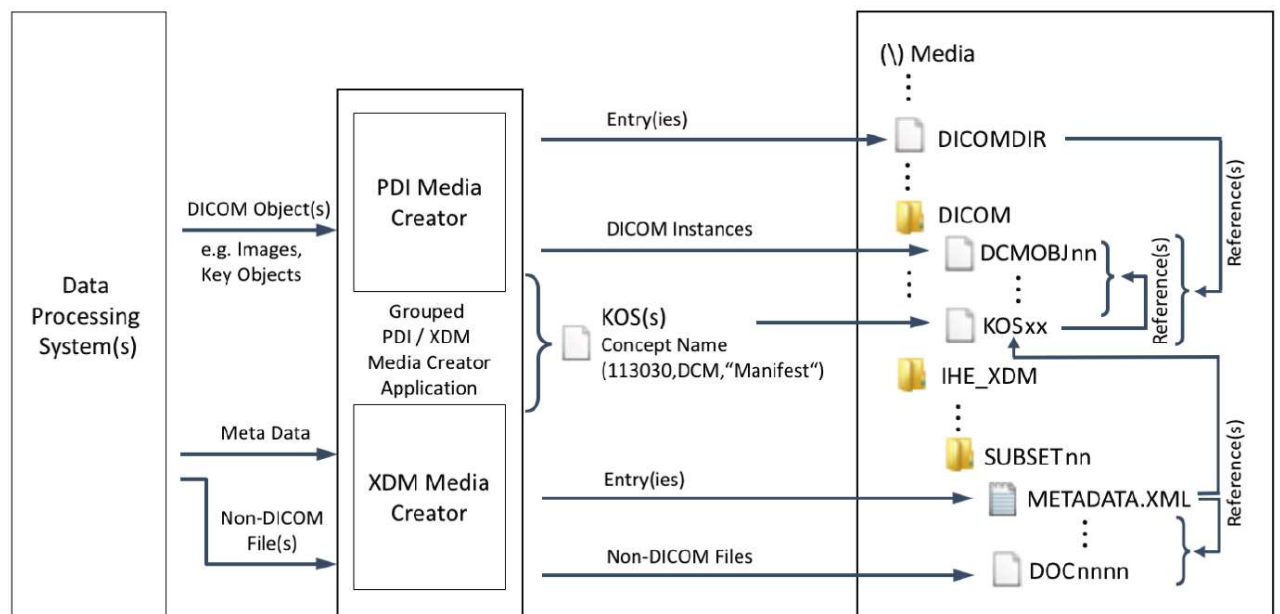 Data
Processing
System(s)
DICOM Object(s)
e.g. Images,
Key Objects
Meta Data
Non-DICOM
File(s)
PDI Media
Creator
Grouped
PDI / XDM
Media Creator
Application
XDM Media
Creator
Entry(ies)
DICOM Instances
KOS(s)
Concept Name
(113030,DCM,“Manifest“)
Entry(ies)
Non-DICOM Files
(\) Media
DICOMDIR
DICOM
DCMOBJnn
KOSxx
IHE_XDM
SUBSETnn
METADATA.XML
DOCnnnn
Reference(s)
Reference(s)
Reference(s)